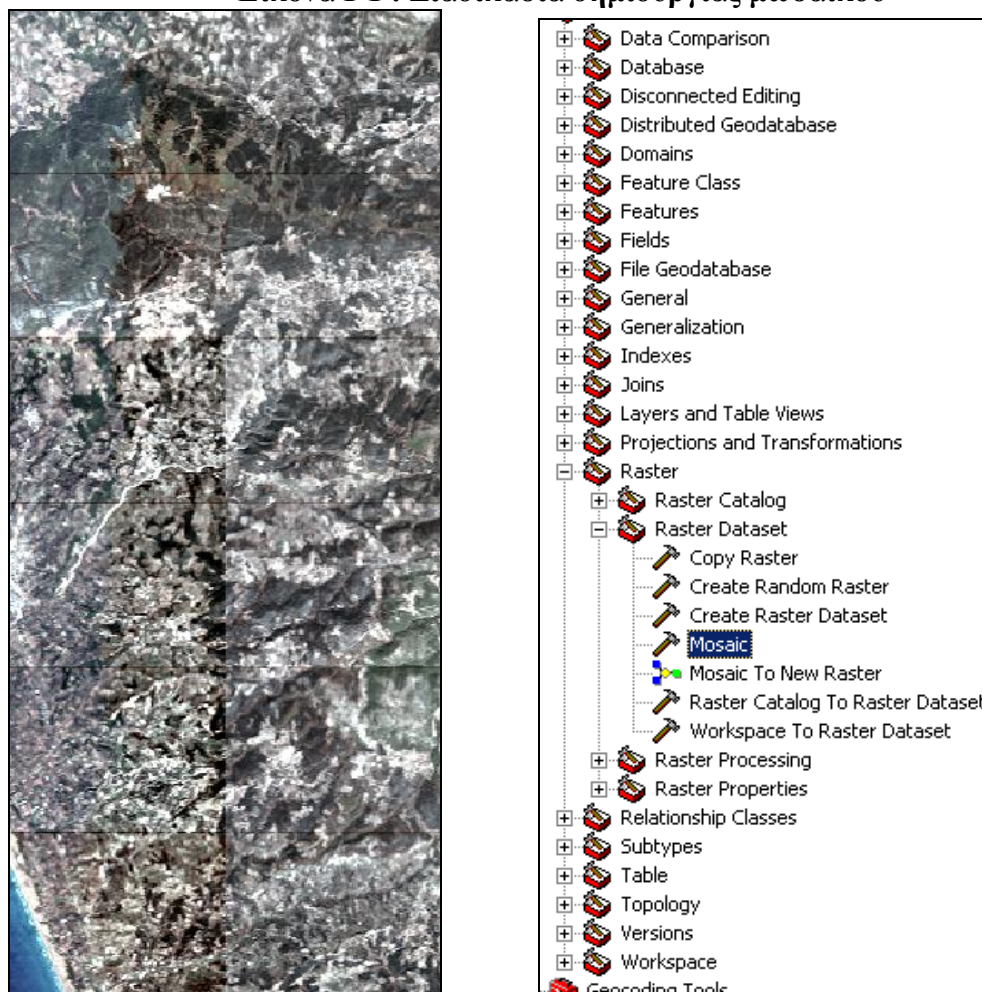 Data Comparison
Database
Disconnected Editing
Distributed Geodatabase
Domains
Feature Class
Features
Fields
File Geodatabase
General
Generalization
Indexes
Joins
Layers and Table Views
Projections and Transformations
Raster
Raster Catalog
Raster Dataset
Copy Raster
Create Random Raster
Create Raster Dataset
Mosaic
Mosaic To New Raster
Raster Catalog To Raster Dataset
Workspace To Raster Dataset
Raster Processing
Raster Properties
Relationship Classes
Subtypes
Table
Topology
Versions
Workspace
Geocoding Tools